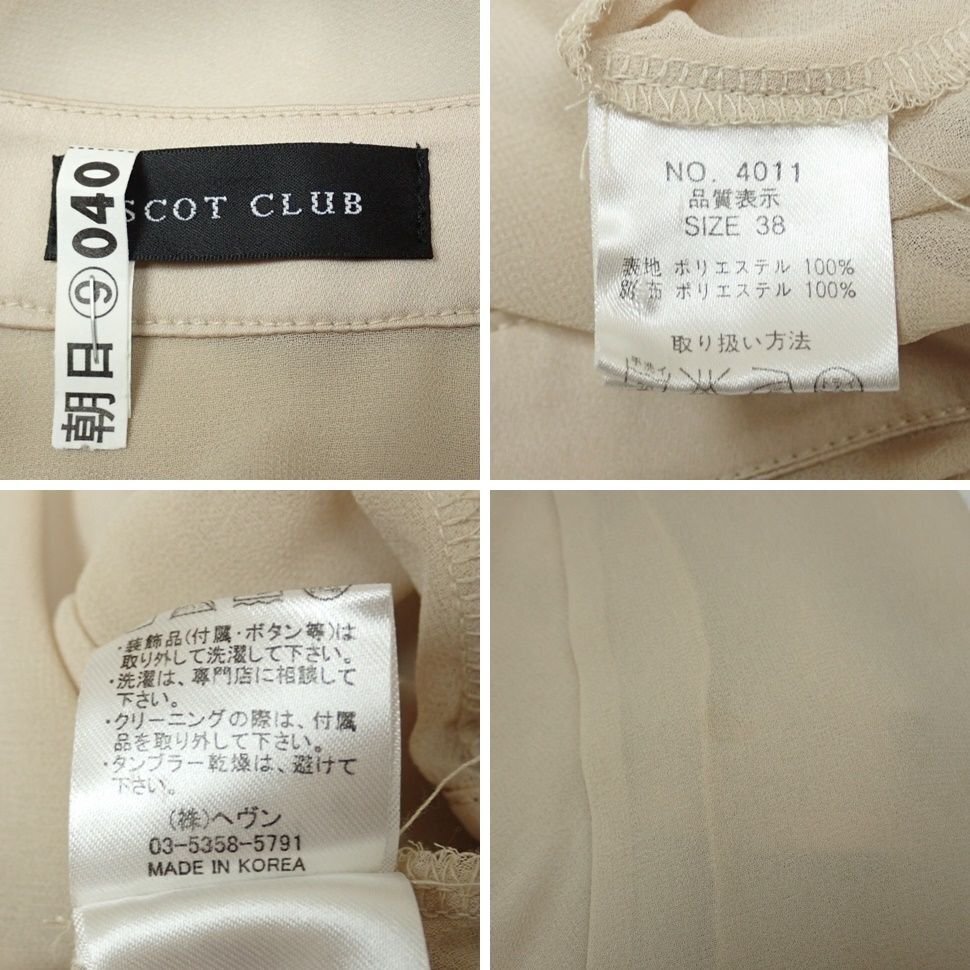 SCOT CLUB
朝日⑨040
NO. 4011
品質表示
SIZE 38
表地 ポリエステル 100%
別布 ポリエステル 100%
取り扱い方法
・装飾品(付属・ボタン等)は
取り外して洗濯して下さい。
・洗濯は、専門店に相談して
下さい。
・クリーニングの際は、付属
品を取り外して下さい。
・タンブラー乾燥は、避けて
下さい。
(株)ヘヴン
03-5358-5791
MADE IN KOREA